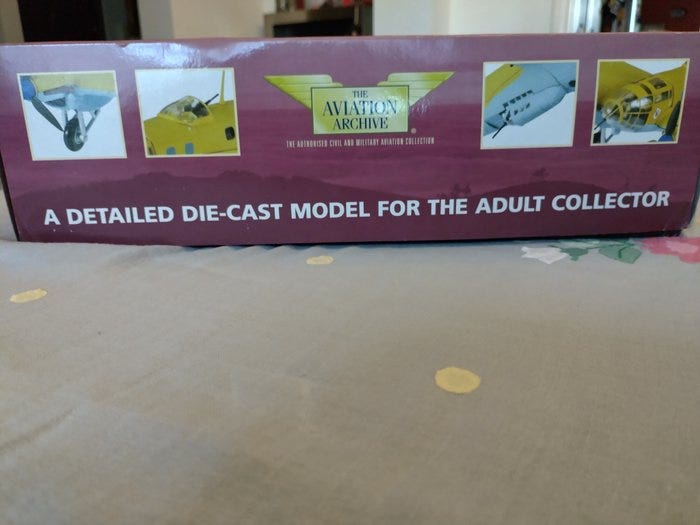 THE
AVIATION
ARCHIVE
THE AUTHORISED CIVIL AND MILITARY AVIATION COLLECTION
A DETAILED DIE-CAST MODEL FOR THE ADULT COLLECTOR